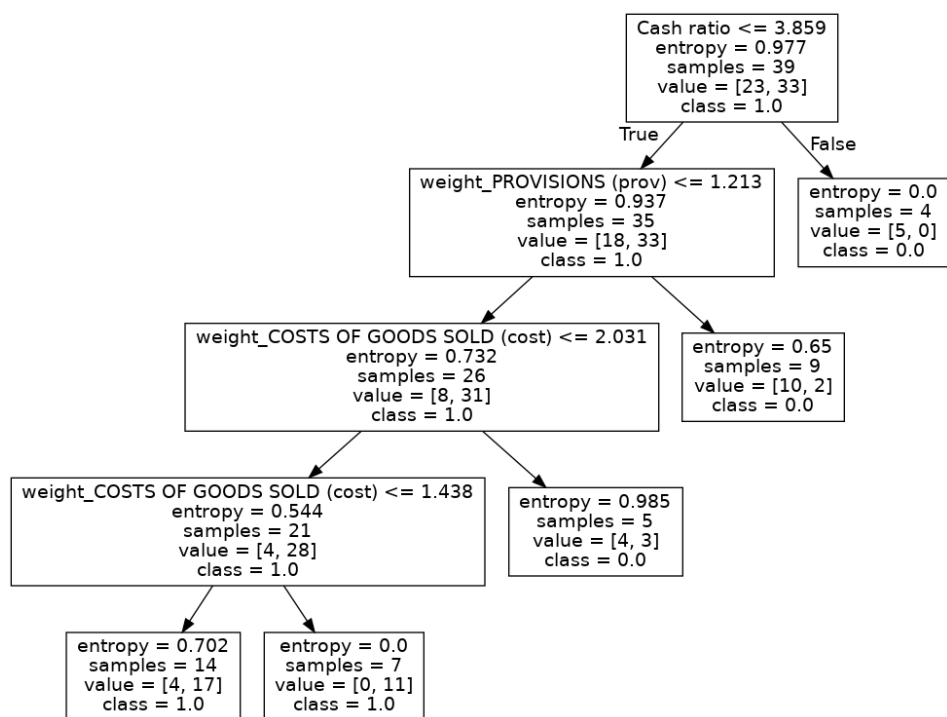 Cash ratio <= 3.859
entropy = 0.977
samples = 39
value = [23, 33]
class = 1.0
True
False
weight_PROVISIONS (prov) <= 1.213
entropy = 0.937
samples = 35
value = [18, 33]
class = 1.0
entropy = 0.0
samples = 4
value = [5, 0]
class = 0.0
weight_COSTS OF GOODS SOLD (cost) <= 2.031
entropy = 0.732
samples = 26
value = [8, 31]
class = 1.0
entropy = 0.65
samples = 9
value = [10, 2]
class = 0.0
weight_COSTS OF GOODS SOLD (cost) <= 1.438
entropy = 0.544
samples = 21
value = [4, 28]
class = 1.0
entropy = 0.985
samples = 5
value = [4, 3]
class = 0.0
entropy = 0.702
samples = 14
value = [4, 17]
class = 1.0
entropy = 0.0
samples = 7
value = [0, 11]
class = 1.0